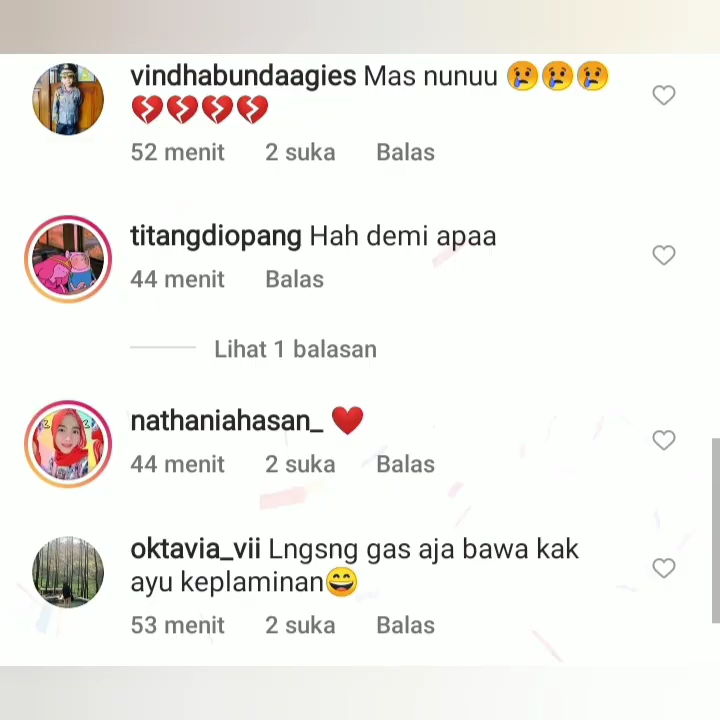 vindhabundaagies Mas nunuu 😢😢😢
💔💔💔💔
52 menit 2 suka Balas
titangdiopang Hah demi apaa
44 menit Balas
Lihat 1 balasan
nathaniahasan_ ❤️
44 menit 2 suka Balas
oktavia_vii Lngsng gas aja bawa kak
ayu keplaminan😄
53 menit 2 suka Balas